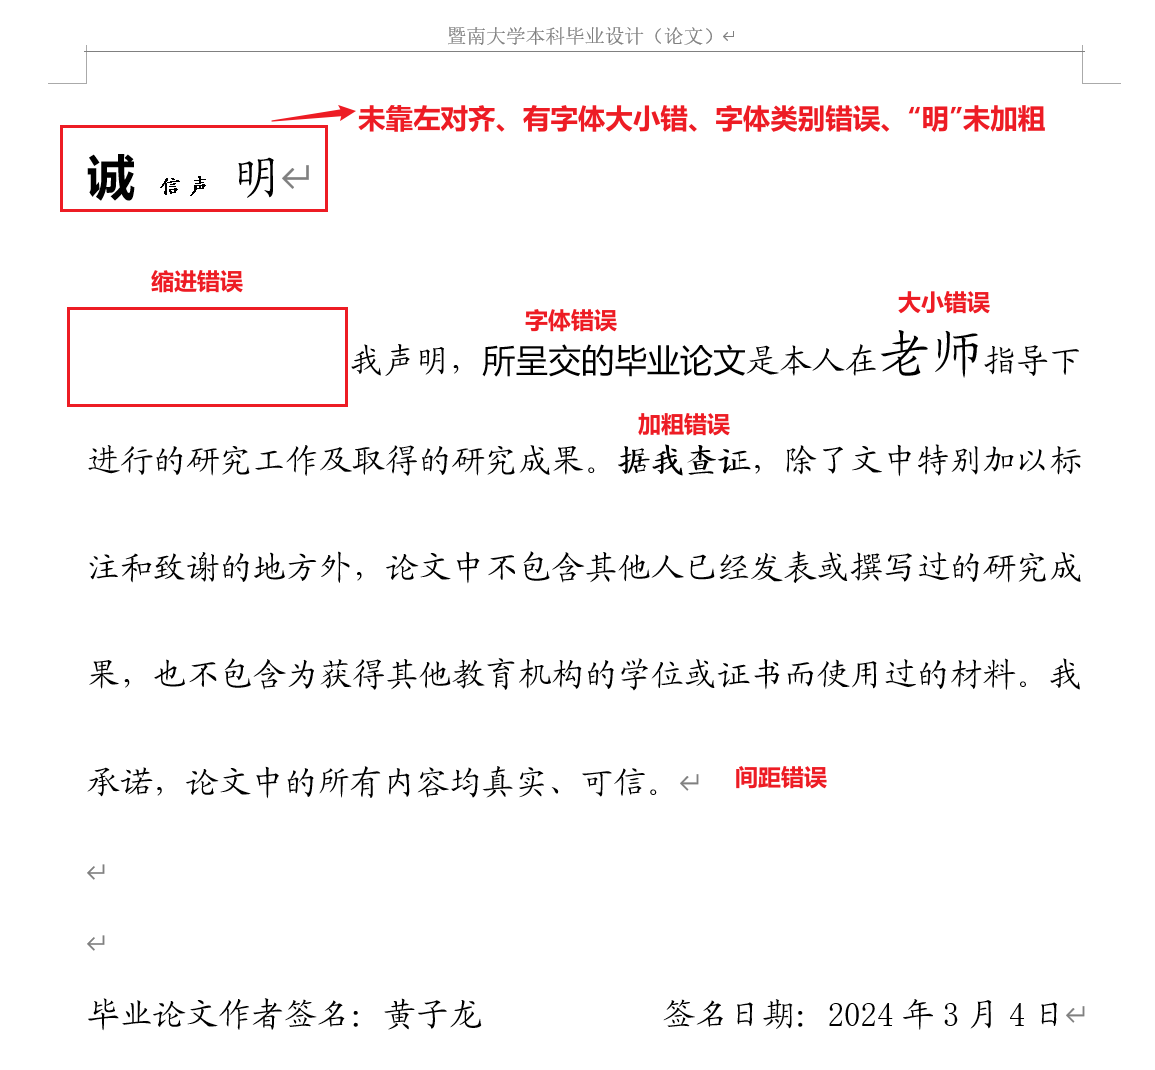 暨南大学本科毕业设计（论文）
未靠左对齐、有字体大小错、字体类别错误、“明”未加粗
诚 信声 明
缩进错误
大小错误
字体错误
我声明，所呈交的毕业论文是本人在老师指导下
加粗错误
进行的研究工作及取得的研究成果。据我查证，除了文中特别加以标
注和致谢的地方外，论文中不包含其他人已经发表或撰写过的研究成
果，也不包含为获得其他教育机构的学位或证书而使用过的材料。我
承诺，论文中的所有内容均真实、可信。 间距错误
毕业论文作者签名：黄子龙 签名日期：2024 年 3 月 4 日